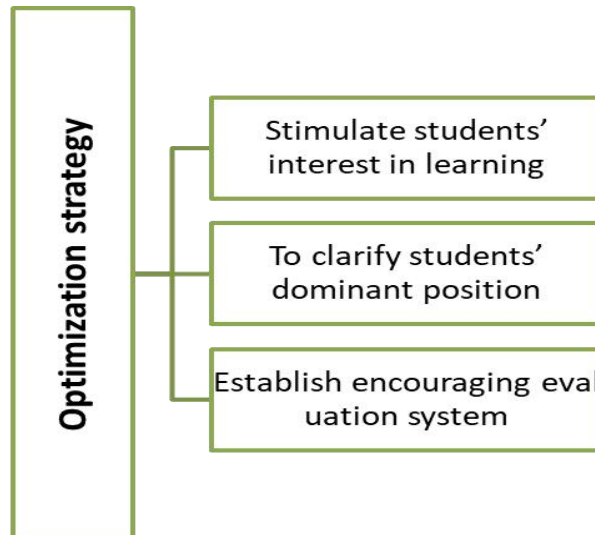 Optimization strategy
Stimulate students’
interest in learning
To clarify students’
dominant position
Establish encouraging eval
uation system